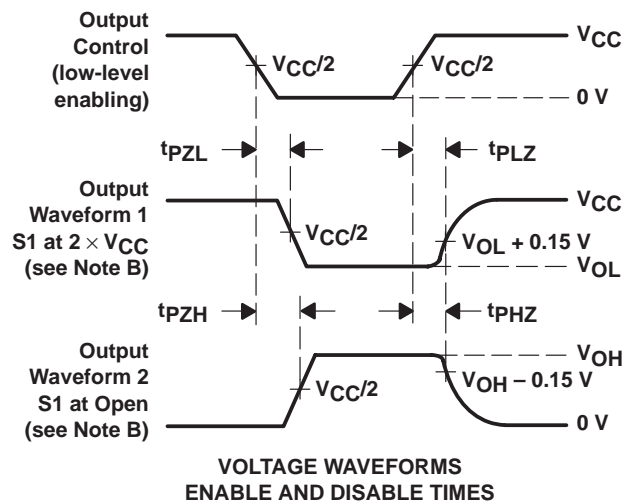 Output
Control
(low-level
enabling)
VCC/2
VCC/2
VCC
0 V
tPZL
tPLZ
Output
Waveform 1
S1 at 2 × VCC
(see Note B)
VCC/2
VCC
VOL + 0.15 V
VOL
tPZH
tPHZ
Output
Waveform 2
S1 at Open
(see Note B)
VCC/2
VOH
VOH – 0.15 V
0 V
VOLTAGE WAVEFORMS
ENABLE AND DISABLE TIMES